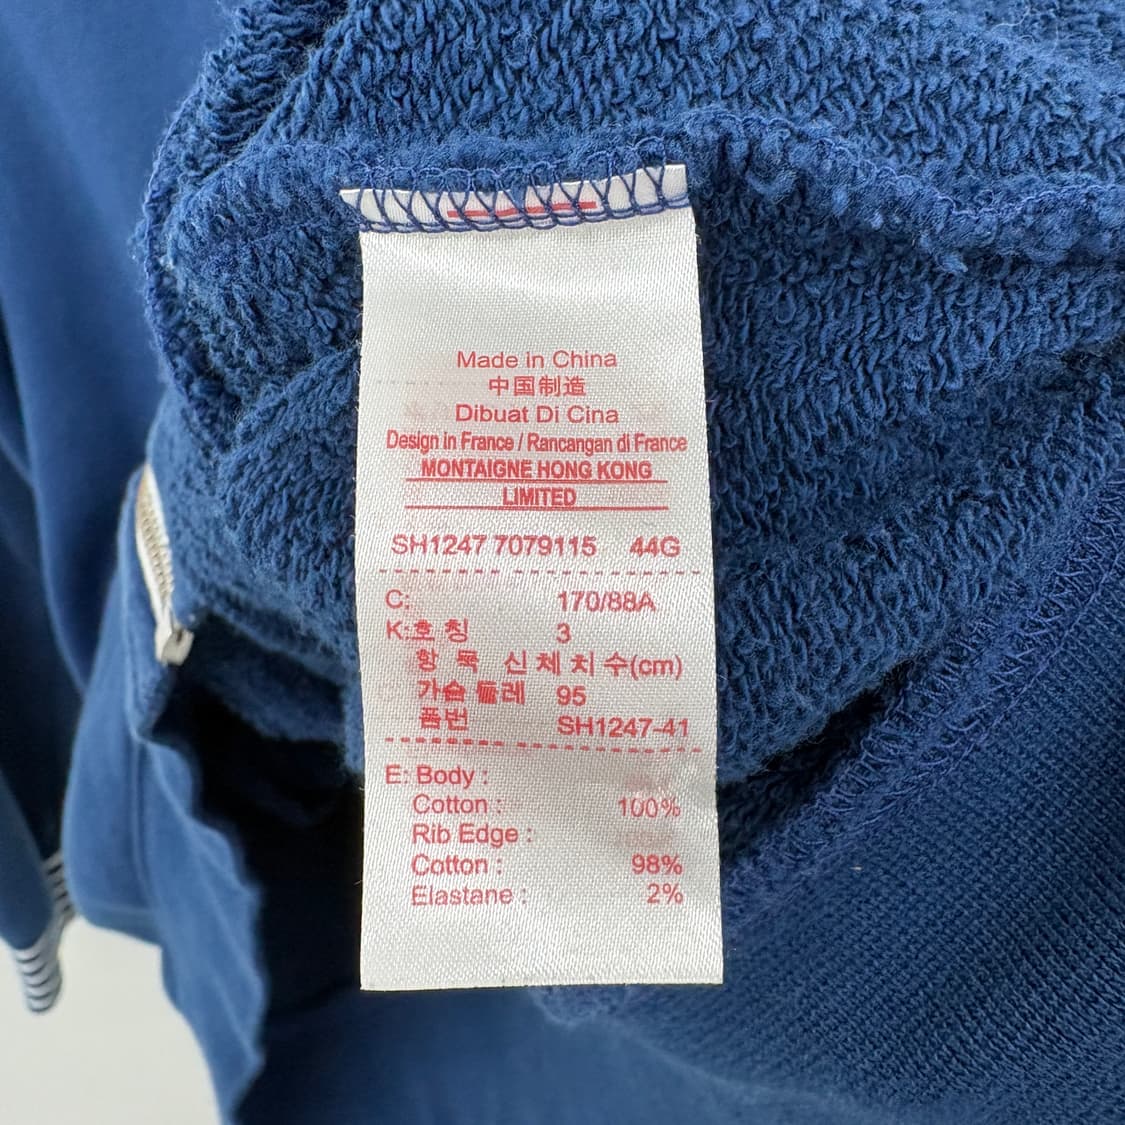 Made in China
中国制造
Dibuat Di Cina
Design in France / Rancangan di France
MONTAIGNE HONG KONG
LIMITED
SH1247 7079115 44G
C: 170/88A
K:호 칭 3
항 목 신 체 치 수(cm)
가슴 둘레 95
품번 SH1247-41
E: Body :
Cotton : 100%
Rib Edge :
Cotton : 98%
Elastane : 2%